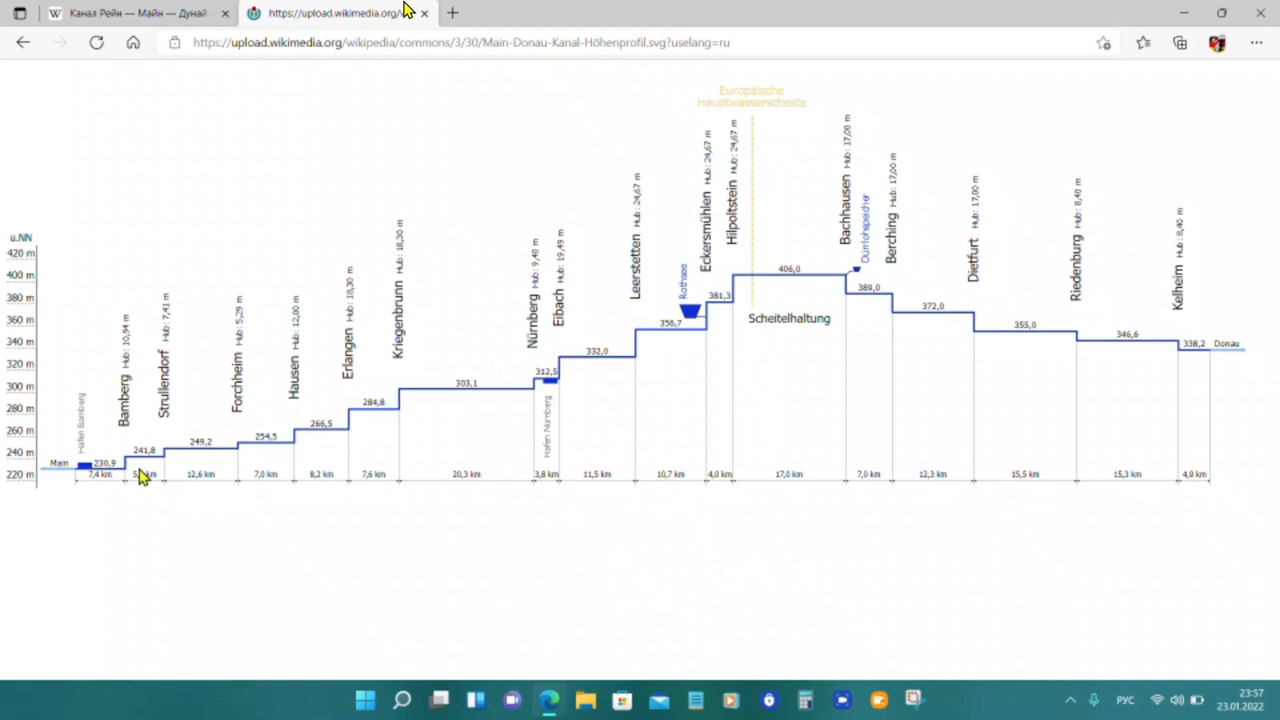 Канал Рейн — Майн — Дунай
https://upload.wikimedia.org/
https://upload.wikimedia.org/wikipedia/commons/3/30/Main-Donau-Kanal-Höhenprofil.svg?uselang=ru
Europäische
Hauptwasserscheide
ü.NN
420 m
400 m
380 m
360 m
340 m
320 m
300 m
280 m
260 m
240 m
220 m
Main
Hafen Bamberg
Bamberg Hub: 10,94 m
Strullendorf Hub: 7,41 m
Forchheim Hub: 5,29 m
Hausen Hub: 12,00 m
Erlangen Hub: 18,30 m
Kriegenbrunn Hub: 18,30 m
Nürnberg Hub: 9,40 m
Hafen Nürnberg
Eibach Hub: 19,49 m
Leerstetten Hub: 24,67 m
Rothsee
Eckersmühlen Hub: 24,67 m
Hilpoltstein Hub: 24,67 m
Scheitelhaltung
Bachhausen Hub: 17,00 m
Dürrlohspeicher
Berching Hub: 17,00 m
Dietfurt Hub: 17,00 m
Riedenburg Hub: 8,40 m
Kelheim Hub: 8,40 m
Donau
230,9 241,8 249,2 254,5 266,5 284,8 303,1 312,5 332,0 356,7 381,3 406,0 389,0 372,0 355,0 346,6 338,2
7,4 km 12,6 km 7,0 km 8,2 km 7,6 km 20,3 km 3,8 km 11,5 km 10,7 km 4,0 km 17,0 km 7,0 km 12,3 km 15,5 km 15,3 km 4,9 km
РУС
23:57
23.01.2022